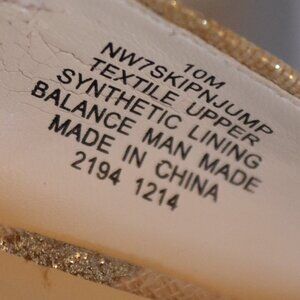 10M
NW7SKIPNJUMP
TEXTILE UPPER
SYNTHETIC LINING
BALANCE MAN MADE
MADE IN CHINA
2194 1214